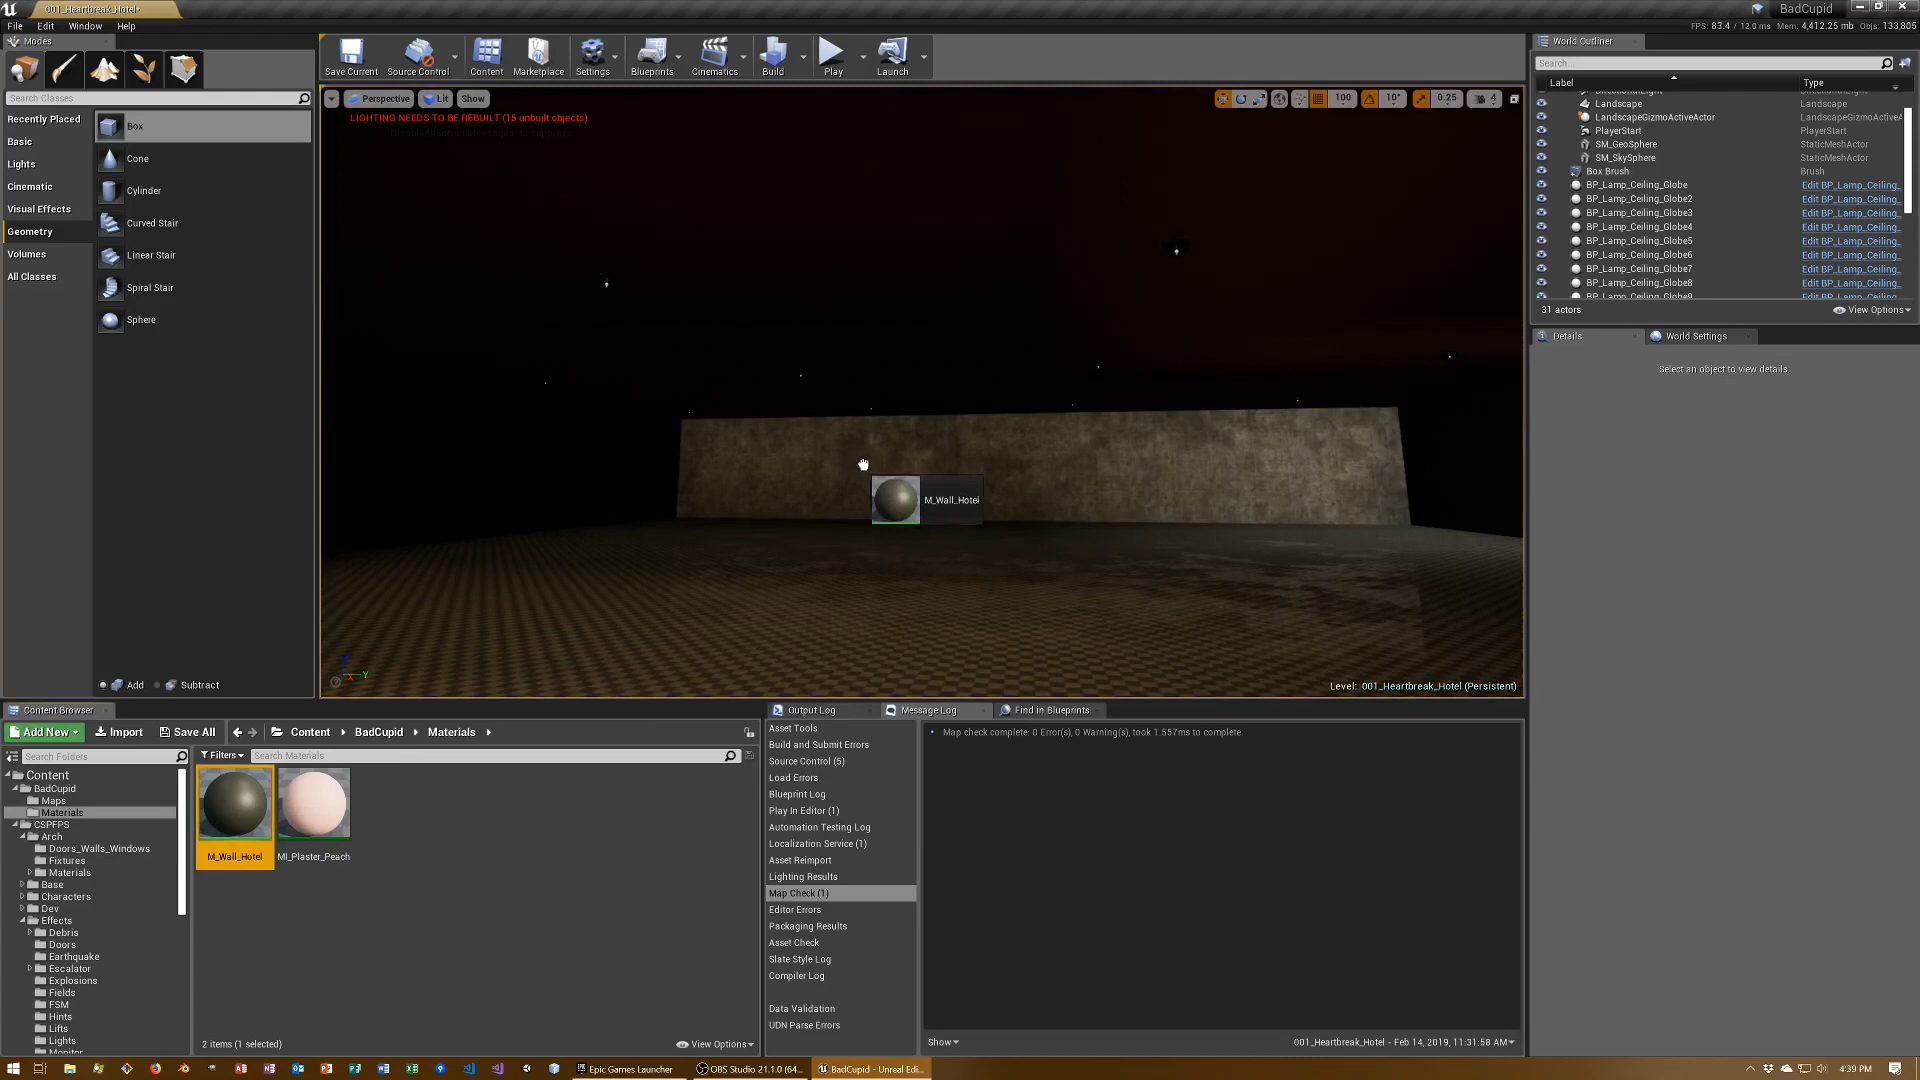 001_Heartbreak_Hotel*
BadCupid
File Edit Window Help
FPS: 83.4 / 12.0 ms Mem: 4,412.25 mb Objs: 133,805
Modes
World Outliner
Save Current Source Control Content Marketplace Settings Blueprints Cinematics Build Play Launch
Search...
Label Type
Search Classes
Perspective Lit Show
100 10° 0.25 4
LIGHTING NEEDS TO BE REBUILT (15 unbuilt objects)
Recently Placed
Basic
Lights
Cinematic
Visual Effects
Geometry
Volumes
All Classes
Box
Cone
Cylinder
Curved Stair
Linear Stair
Spiral Stair
Sphere
Add Subtract
DirectionalLight
Landscape Landscape
LandscapeGizmoActiveActor LandscapeGizmoActiveA
PlayerStart PlayerStart
SM_GeoSphere StaticMeshActor
SM_SkySphere StaticMeshActor
Box Brush Brush
BP_Lamp_Ceiling_Globe Edit BP_Lamp_Ceiling_
BP_Lamp_Ceiling_Globe2 Edit BP_Lamp_Ceiling_
BP_Lamp_Ceiling_Globe3 Edit BP_Lamp_Ceiling_
BP_Lamp_Ceiling_Globe4 Edit BP_Lamp_Ceiling_
BP_Lamp_Ceiling_Globe5 Edit BP_Lamp_Ceiling_
BP_Lamp_Ceiling_Globe6 Edit BP_Lamp_Ceiling_
BP_Lamp_Ceiling_Globe7 Edit BP_Lamp_Ceiling_
BP_Lamp_Ceiling_Globe8 Edit BP_Lamp_Ceiling_
BP_Lamp_Ceiling_Globe9 Edit BP_Lamp_Ceiling_
31 actors View Options
Details World Settings
Select an object to view details.
M_Wall_Hotel
X Y
Level: 001_Heartbreak_Hotel (Persistent)
Content Browser
Add New Import Save All Content BadCupid Materials
Search Folders
Filters Search Materials
Content
BadCupid
Maps
Materials
CSPFPS
Arch
Doors_Walls_Windows
Fixtures
Materials
Base
Characters
Dev
Effects
Debris
Doors
Earthquake
Escalator
Explosions
Fields
FSM
Hints
Lifts
Lights
Monitor
M_Wall_Hotel MI_Plaster_Peach
2 items (1 selected) View Options
Output Log Message Log Find in Blueprints
Asset Tools
Build and Submit Errors
Source Control (5)
Load Errors
Blueprint Log
Play In Editor (1)
Automation Testing Log
Localization Service (1)
Asset Reimport
Lighting Results
Map Check (1)
Editor Errors
Packaging Results
Asset Check
Slate Style Log
Compiler Log
Data Validation
UDN Parse Errors
Map check complete: 0 Error(s), 0 Warning(s), took 1.557ms to complete.
Show 001_Heartbreak_Hotel - Feb 14, 2019, 11:31:58 AM
Epic Games Launcher OBS Studio 21.1.0 (64... BadCupid - Unreal Edi... 4:39 PM